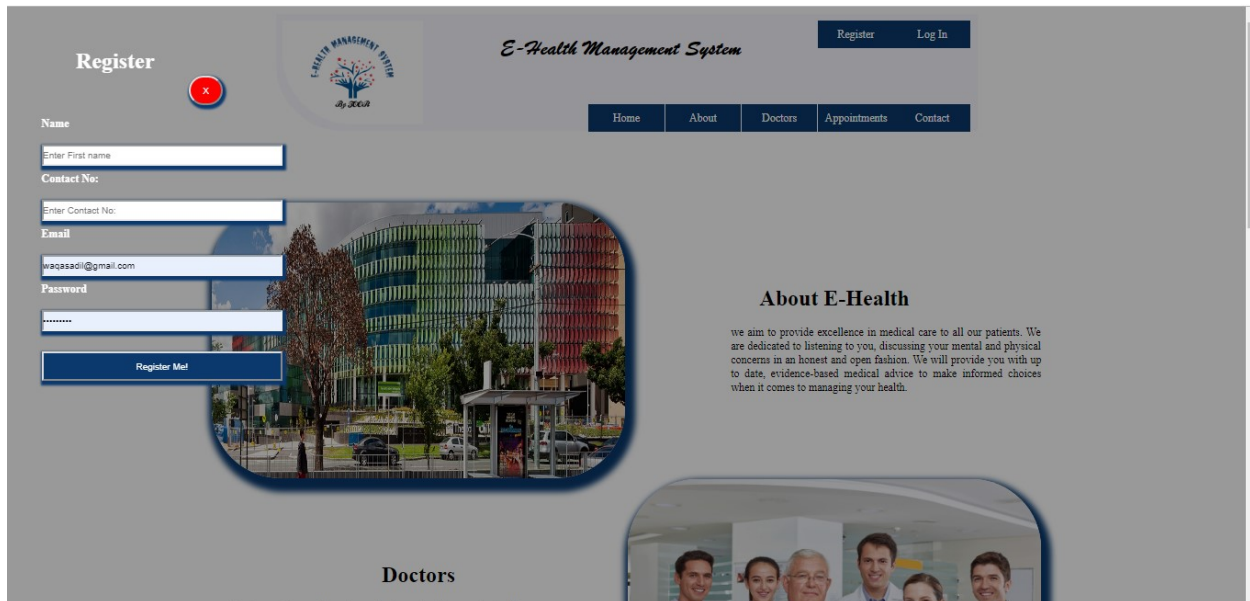 Register
X
Name
Enter First name
Contact No:
Enter Contact No:
Email
waqasadil@gmail.com
Password
•••••••••
Register Me!
E-HEALTH MANAGEMENT SYSTEM
E-Health Management System
Register Log In
Home About Doctors Appointments Contact
About E-Health
we aim to provide excellence in medical care to all our patients. We
are dedicated to listening to you, discussing your mental and physical
concerns in an honest and open fashion. We will provide you with up
to date, evidence-based medical advice to make informed choices
when it comes to managing your health.
Doctors